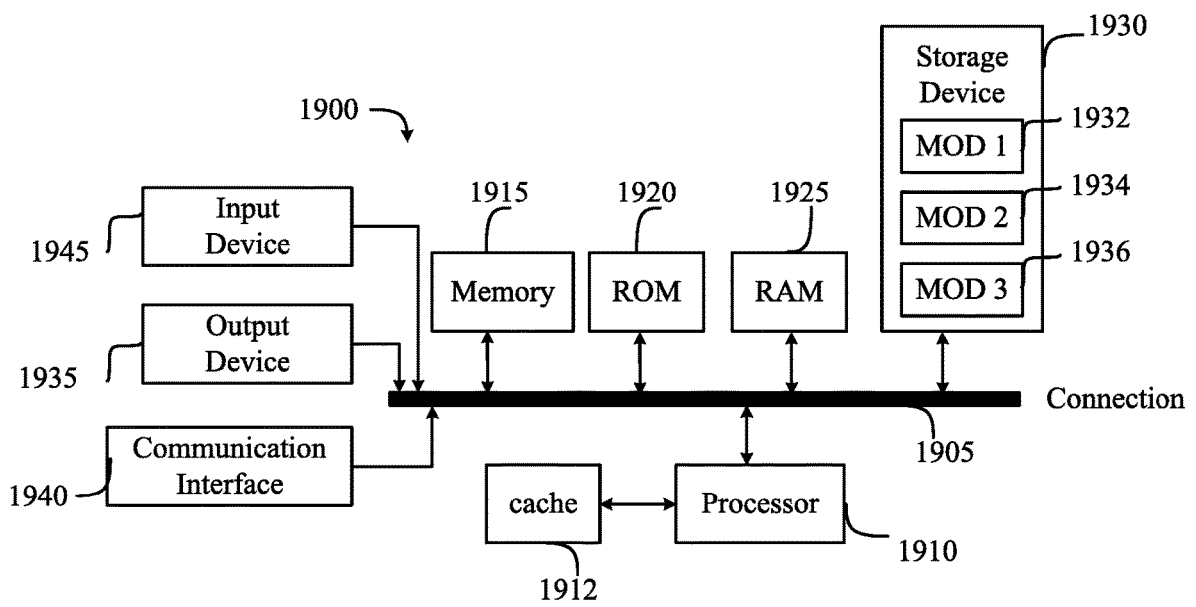 1930
Storage
Device
1900
MOD 1
1932
1915
1920
1925
1934
Input
Device
MOD 2
1945
1936
Memory
ROM
RAM
MOD 3
Output
Device
1935
Connection
Communication
Interface
1905
1940
cache
Processor
1910
1912